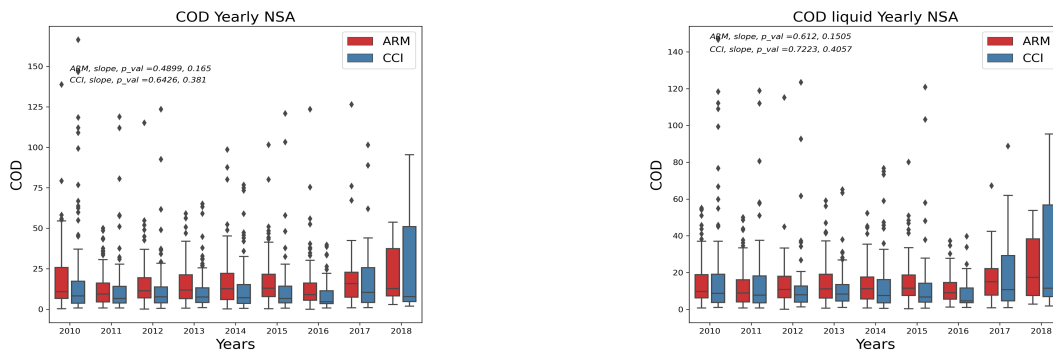 COD Yearly NSA
ARM, slope, p_val =0.4899, 0.165
CCI, slope, p_val =0.6426, 0.381
ARM
CCI
COD
150
125
100
75
50
25
0
2010 2011 2012 2013 2014 2015 2016 2017 2018
Years
COD liquid Yearly NSA
ARM, slope, p_val =0.612, 0.1505
CCI, slope, p_val =0.7223, 0.4057
ARM
CCI
COD
140
120
100
80
60
40
20
0
2010 2011 2012 2013 2014 2015 2016 2017 2018
Years